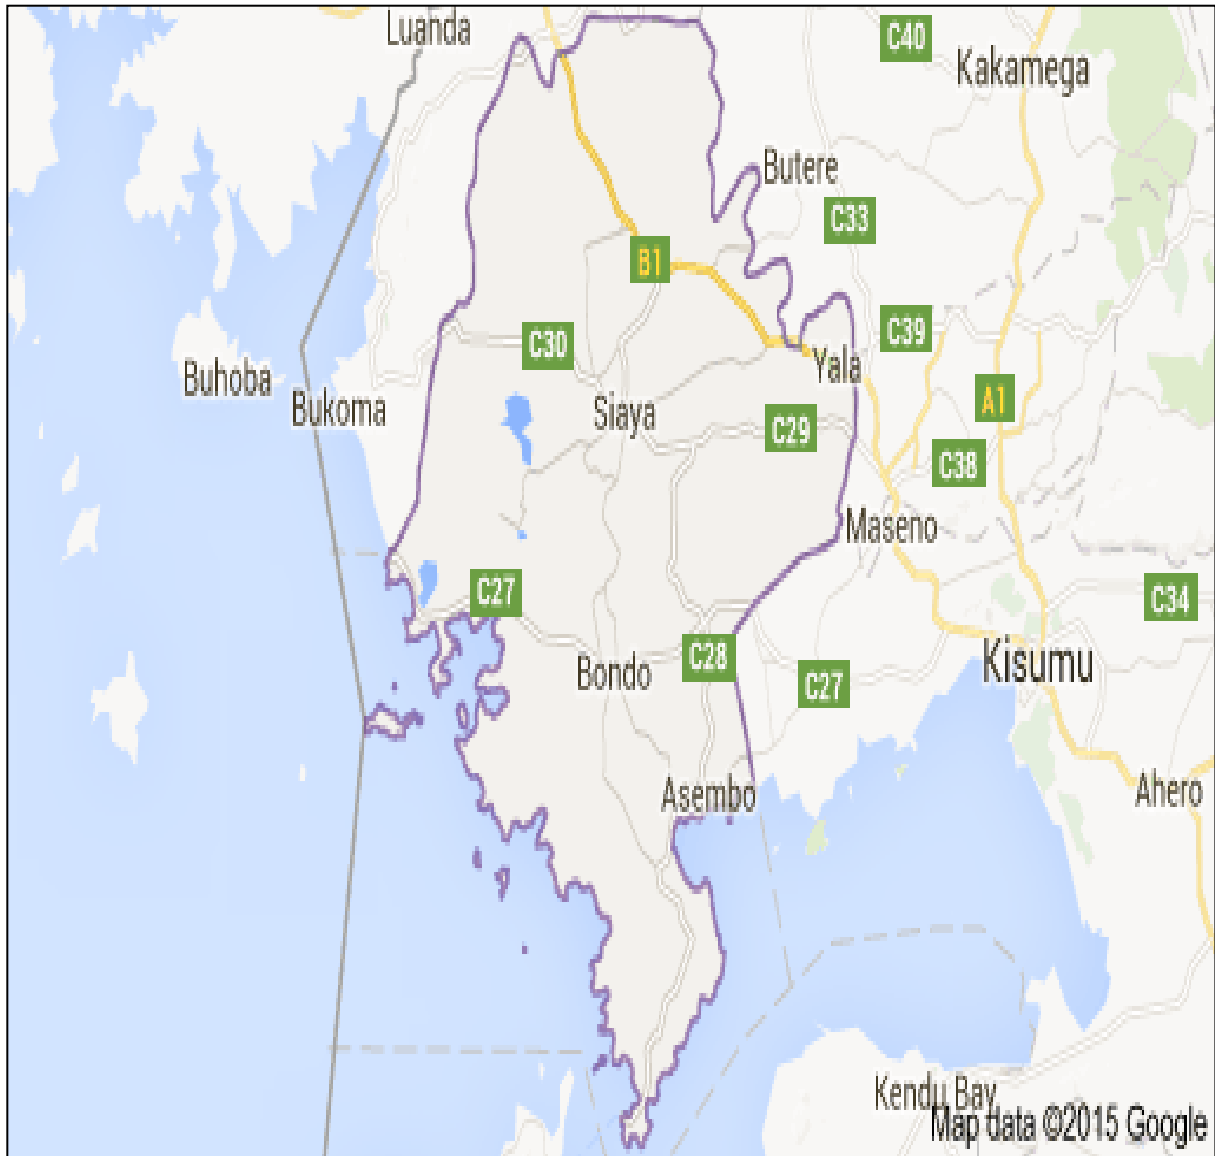 Luanda
C40
Kakamega
Butere
C33
B1
C39
C30
Yala
Buhoba
Bukoma
Siaya
A1
C29
C38
Maseno
C27
C34
Bondo
C28
C27
Kisumu
Asembo
Ahero
Kendu Bay
Map data ©2015 Google